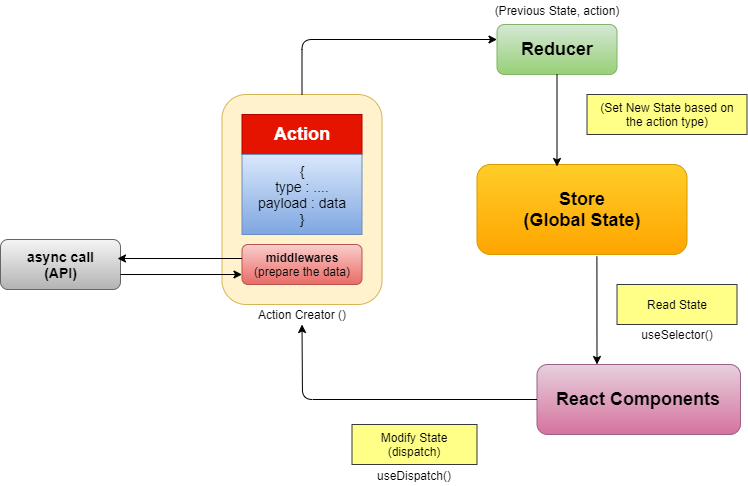 (Previous State, action)
Reducer
(Set New State based on
the action type)
Action
{
type : ....
payload : data
}
Store
(Global State)
async call
(API)
middlewares
(prepare the data)
Action Creator ()
Read State
useSelector()
React Components
Modify State
(dispatch)
useDispatch()